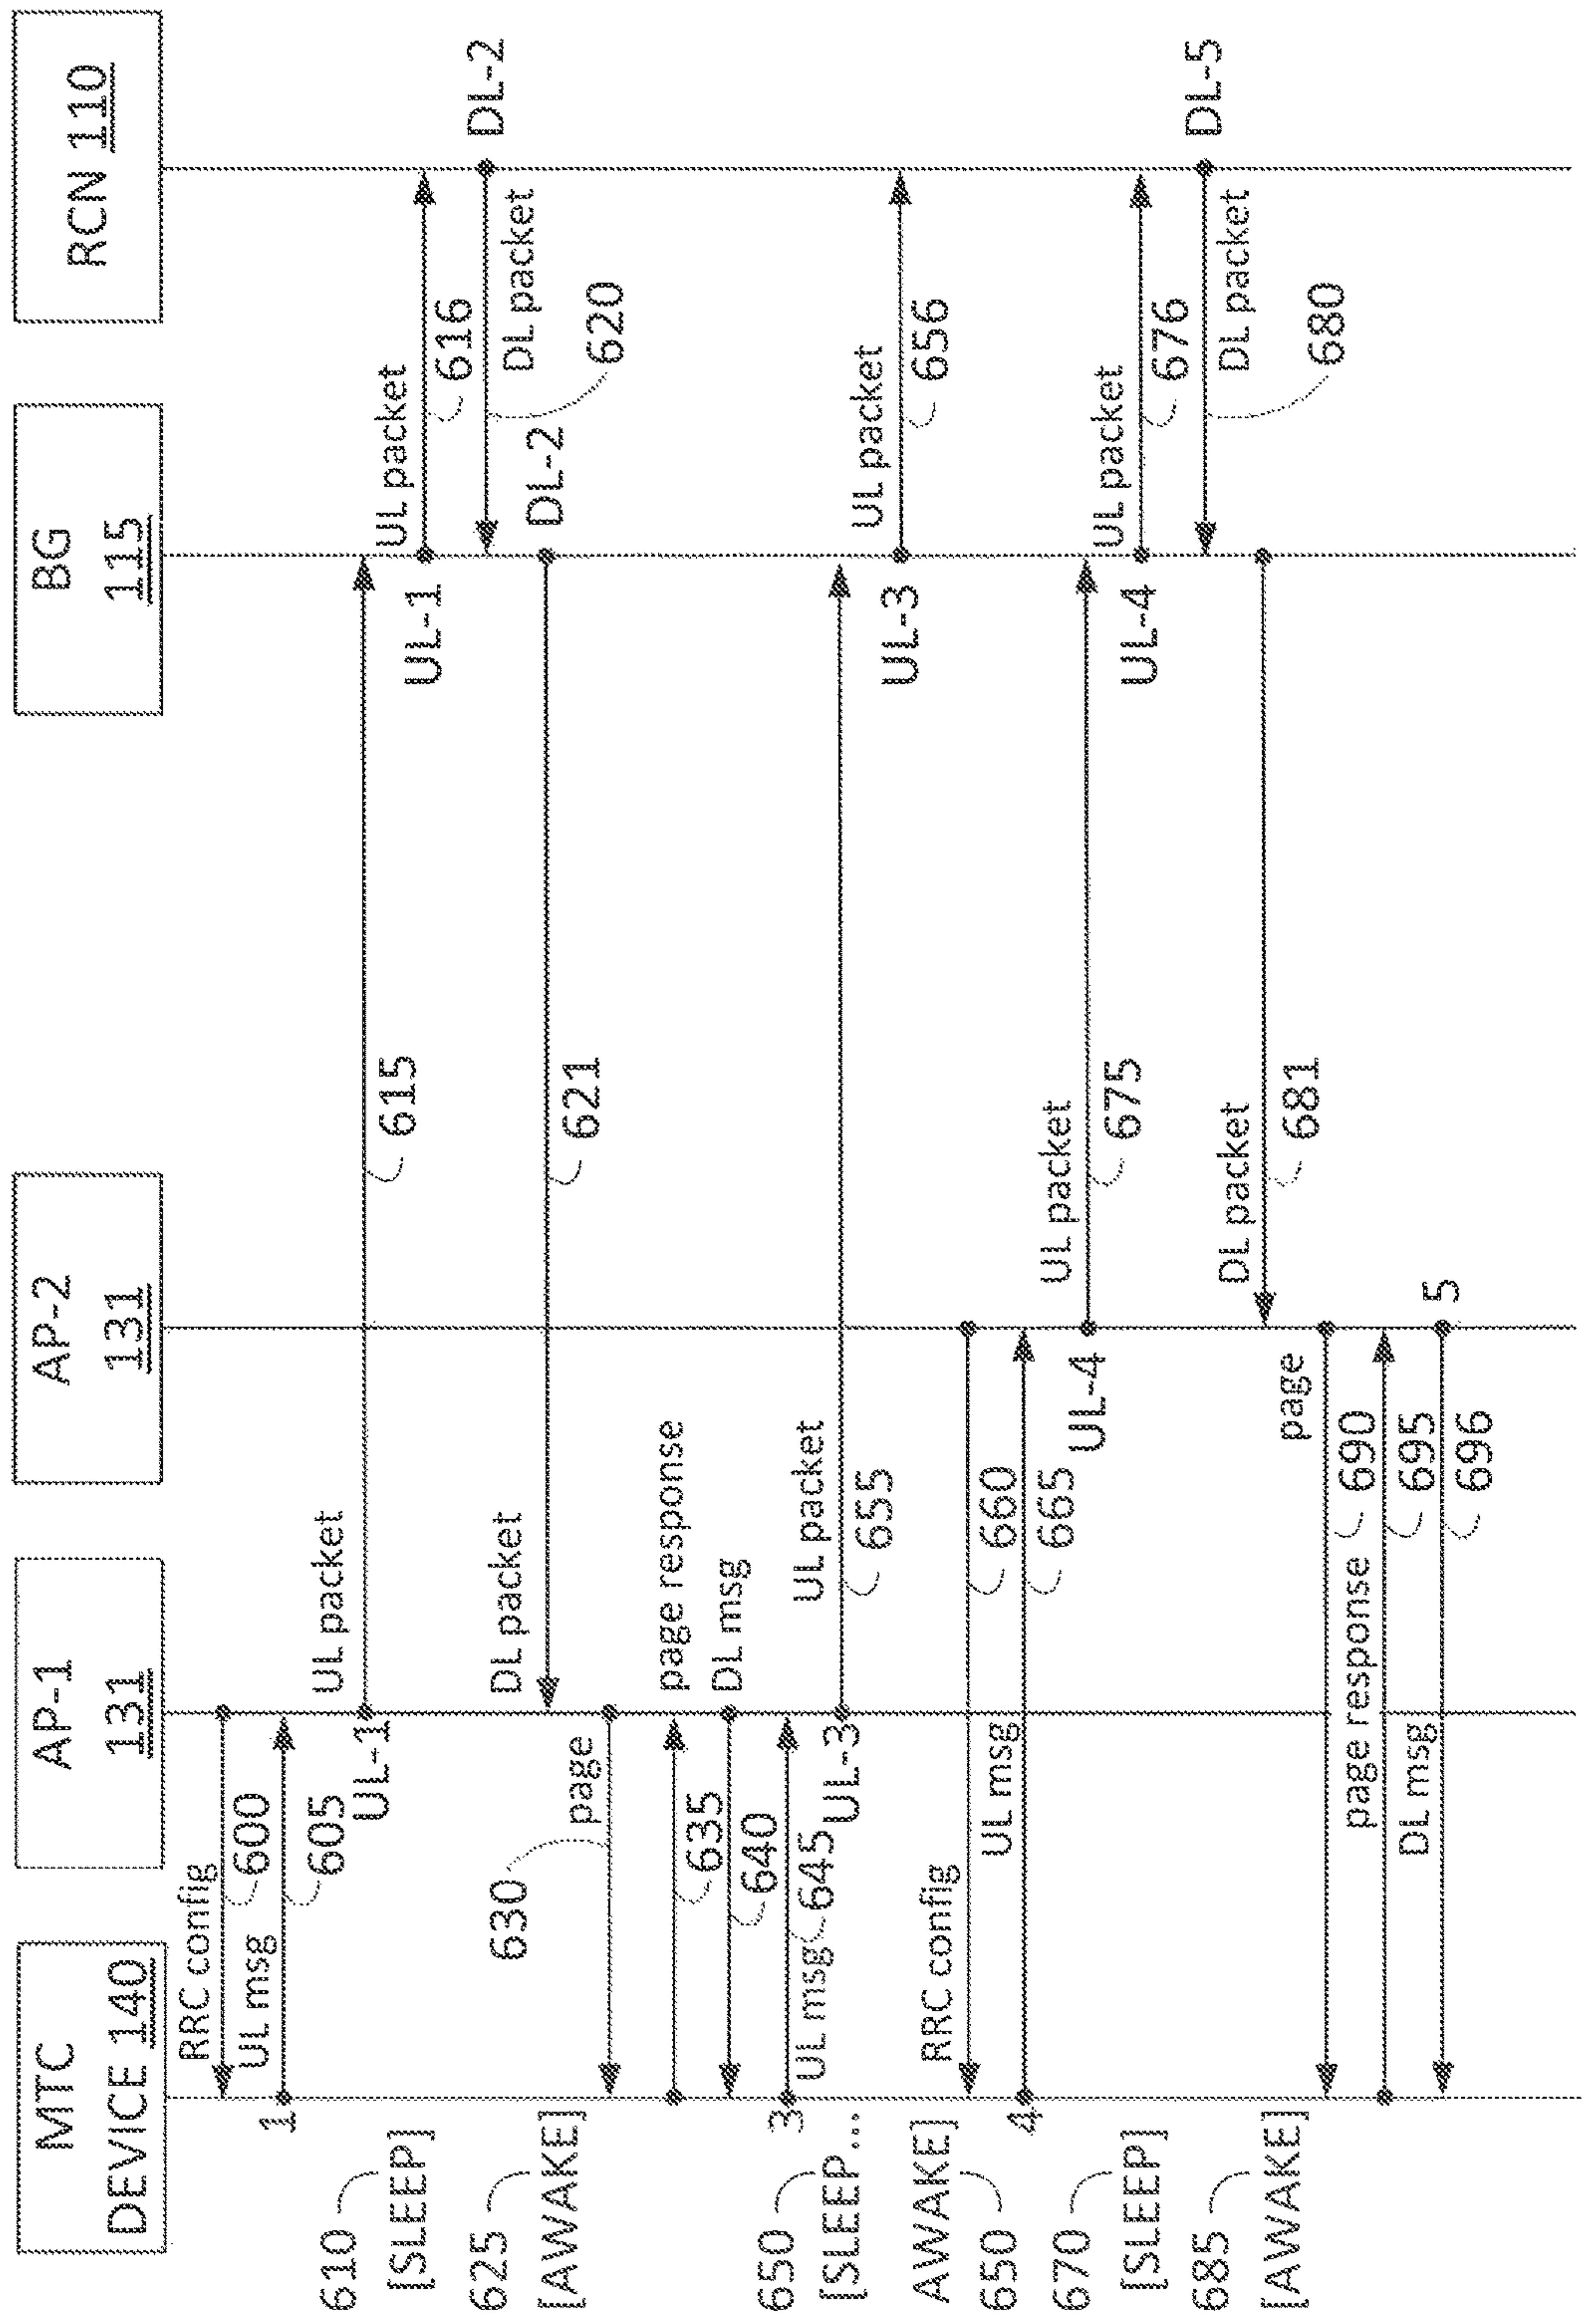 MTC
DEVICE 140
AP-1
131
AP-2
131
BG
115
RCN 110
RRC config
600
UL msg
1
605
610
[SLEEP]
UL packet
UL-1
615
UL packet
UL-1
616
DL-2
DL packet
620
625
[AWAKE]
DL packet
DL-2
621
630
page
page response
635
DL msg
640
3
UL msg
645
650
[SLEEP...
UL packet
UL-3
655
UL packet
UL-3
656
AWAKE]
650
RRC config
660
UL msg
4
665
670
[SLEEP]
UL-4
UL packet
675
UL packet
UL-4
676
DL-5
DL packet
680
685
[AWAKE]
DL packet
681
page
690
page response
695
DL msg
5
696